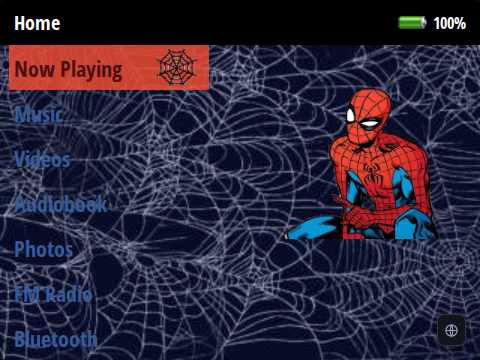 Home
100%
Now Playing
Music
Videos
Audiobook
Photos
FM Radio
Bluetooth